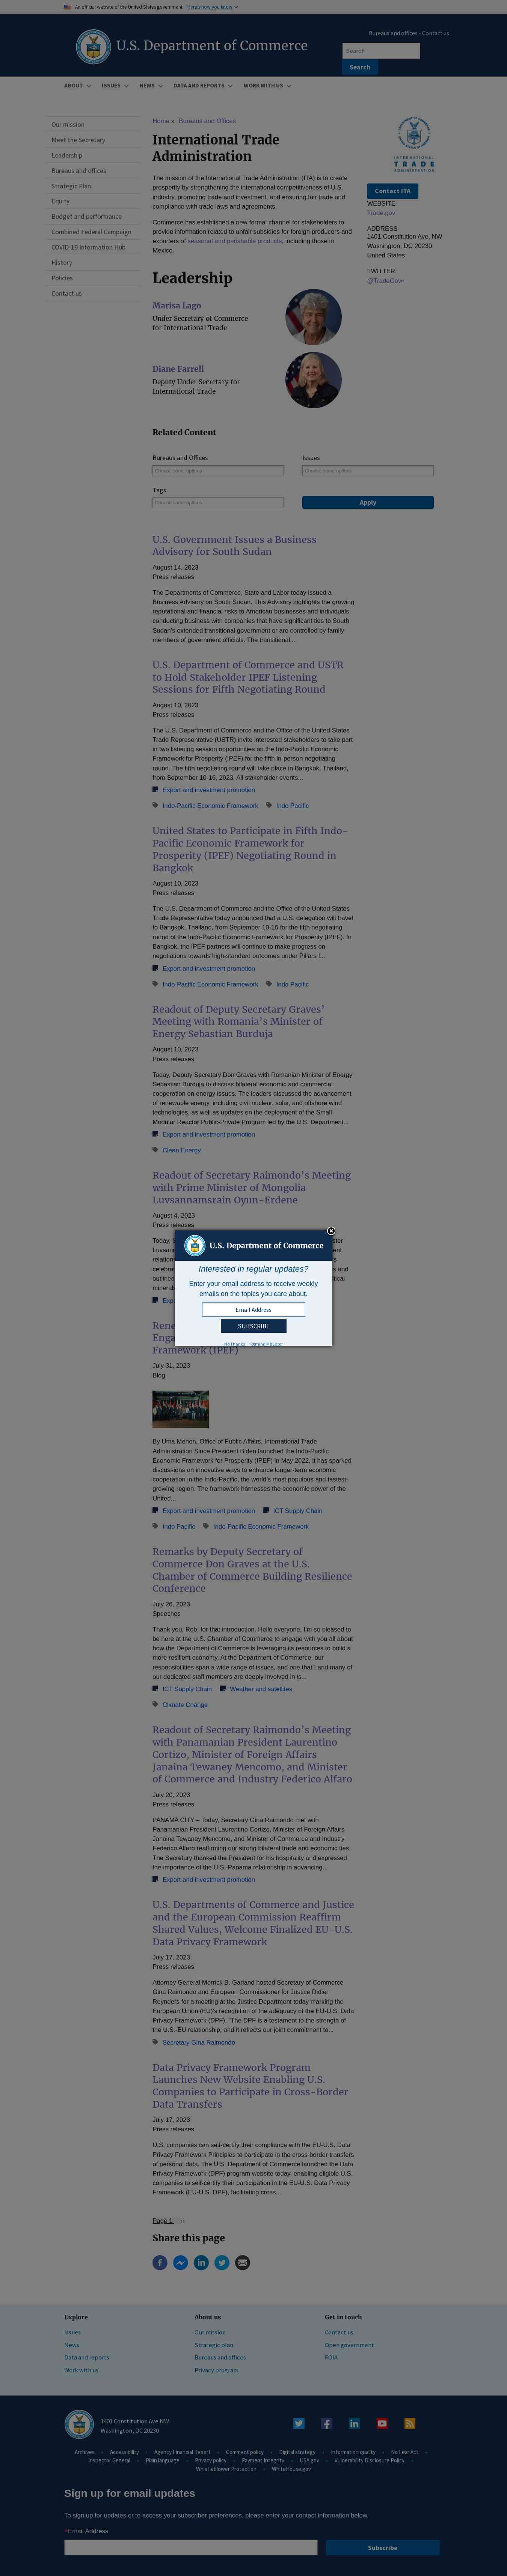 An official website of the United States government Here's how you know
Bureaus and offices - Contact us
U.S. Department of Commerce
Search
Search
ABOUT
ISSUES
NEWS
DATA AND REPORTS
WORK WITH US
Our mission
Meet the Secretary
Leadership
Bureaus and offices
Strategic Plan
Equity
Budget and performance
Combined Federal Campaign
COVID-19 Information Hub
History
Policies
Contact us
Home » Bureaus and Offices
International Trade
Administration
The mission of the International Trade Administration (ITA) is to create
prosperity by strengthening the international competitiveness of U.S.
industry, promoting trade and investment, and ensuring fair trade and
compliance with trade laws and agreements.
Commerce has established a new formal channel for stakeholders to
provide information related to unfair subsidies for foreign producers and
exporters of seasonal and perishable products, including those in
Mexico.
INTERNATIONAL
TRADE
ADMINISTRATION
Contact ITA
WEBSITE
Trade.gov
ADDRESS
1401 Constitution Ave. NW
Washington, DC 20230
United States
TWITTER
@TradeGov
Leadership
Marisa Lago
Under Secretary of Commerce
for International Trade
Diane Farrell
Deputy Under Secretary for
International Trade
Related Content
Bureaus and Offices
Issues
Choose some options
Choose some options
Tags
Choose some options
Apply
U.S. Government Issues a Business
Advisory for South Sudan
August 14, 2023
Press releases
The Departments of Commerce, State and Labor today issued a
Business Advisory on South Sudan. This Advisory highlights the growing
reputational and financial risks to American businesses and individuals
conducting business with companies that have significant ties to South
Sudan's extended transitional government or are controlled by family
members of government officials. The transitional...
U.S. Department of Commerce and USTR
to Hold Stakeholder IPEF Listening
Sessions for Fifth Negotiating Round
August 10, 2023
Press releases
The U.S. Department of Commerce and the Office of the United States
Trade Representative (USTR) invite interested stakeholders to take part
in two listening session opportunities on the Indo-Pacific Economic
Framework for Prosperity (IPEF) for the fifth in-person negotiating
round. The fifth negotiating round will take place in Bangkok, Thailand,
from September 10-16, 2023. All stakeholder events...
Export and investment promotion
Indo-Pacific Economic Framework Indo Pacific
United States to Participate in Fifth Indo-
Pacific Economic Framework for
Prosperity (IPEF) Negotiating Round in
Bangkok
August 10, 2023
Press releases
The U.S. Department of Commerce and the Office of the United States
Trade Representative today announced that a U.S. delegation will travel
to Bangkok, Thailand, from September 10-16 for the fifth negotiating
round of the Indo-Pacific Economic Framework for Prosperity (IPEF). In
Bangkok, the IPEF partners will continue to make progress on
negotiations towards high-standard outcomes under Pillars I...
Export and investment promotion
Indo-Pacific Economic Framework Indo Pacific
Readout of Deputy Secretary Graves'
Meeting with Romania's Minister of
Energy Sebastian Burduja
August 10, 2023
Press releases
Today, Deputy Secretary Don Graves with Romanian Minister of Energy
Sebastian Burduja to discuss bilateral economic and commercial
cooperation on energy issues. The leaders discussed the advancement
of renewable energy, including civil nuclear, solar, and offshore wind
technologies, as well as updates on the deployment of the Small
Modular Reactor Public-Private Program led by the U.S. Department...
Export and investment promotion
Clean Energy
Readout of Secretary Raimondo's Meeting
with Prime Minister of Mongolia
Luvsannamsrain Oyun-Erdene
August 4, 2023
Press releases
U.S. Department of Commerce
Interested in regular updates?
Enter your email address to receive weekly
emails on the topics you care about.
Email Address
SUBSCRIBE
No Thanks Remind Me Later
Framework (IPEF)
July 31, 2023
Blog
By Uma Menon, Office of Public Affairs, International Trade
Administration Since President Biden launched the Indo-Pacific
Economic Framework for Prosperity (IPEF) in May 2022, it has sparked
discussions on innovative ways to enhance longer-term economic
cooperation in the Indo-Pacific, the world's most populous and fastest-
growing region. The framework harnesses the economic power of the
United...
Export and investment promotion ICT Supply Chain
Indo Pacific Indo-Pacific Economic Framework
Remarks by Deputy Secretary of
Commerce Don Graves at the U.S.
Chamber of Commerce Building Resilience
Conference
July 26, 2023
Speeches
Thank you, Rob, for that introduction. Hello everyone. I'm so pleased to
be here at the U.S. Chamber of Commerce to engage with you all about
how the Department of Commerce is leveraging its resources to build a
more resilient economy. At the Department of Commerce, our
responsibilities span a wide range of issues, and one that I and many of
our dedicated staff members are deeply involved in is...
ICT Supply Chain Weather and satellites
Climate Change
Readout of Secretary Raimondo's Meeting
with Panamanian President Laurentino
Cortizo, Minister of Foreign Affairs
Janaina Tewaney Mencomo, and Minister
of Commerce and Industry Federico Alfaro
July 20, 2023
Press releases
PANAMA CITY – Today, Secretary Gina Raimondo met with
Panamanian President Laurentino Cortizo, Minister of Foreign Affairs
Janaina Tewaney Mencomo, and Minister of Commerce and Industry
Federico Alfaro reaffirming our strong bilateral trade and economic ties.
The Secretary thanked the President for his hospitality and expressed
the importance of U.S.-Panama relationship in advancing...
Export and investment promotion
U.S. Departments of Commerce and Justice
and the European Commission Reaffirm
Shared Values, Welcome Finalized EU-U.S.
Data Privacy Framework
July 17, 2023
Press releases
Attorney General Merrick B. Garland hosted Secretary of Commerce
Gina Raimondo and European Commissioner for Justice Didier
Reynders for a meeting at the Justice Department today marking the
European Union (EU)'s recognition of the adequacy of the EU-U.S. Data
Privacy Framework (DPF). "The DPF is a testament to the strength of
the U.S.-EU relationship, and it reflects our joint commitment to...
Secretary Gina Raimondo
Data Privacy Framework Program
Launches New Website Enabling U.S.
Companies to Participate in Cross-Border
Data Transfers
July 17, 2023
Press releases
U.S. companies can self-certify their compliance with the EU-U.S. Data
Privacy Framework Principles to participate in the cross-border transfers
of personal data. The U.S. Department of Commerce launched the Data
Privacy Framework (DPF) program website today, enabling eligible U.S.
companies to self-certify their participation in the EU-U.S. Data Privacy
Framework (EU-U.S. DPF), facilitating cross...
Page 1
Share this page
Explore
About us
Get in touch
Issues
Our mission
Contact us
News
Strategic plan
Open government
Data and reports
Bureaus and offices
FOIA
Work with us
Privacy program
1401 Constitution Ave NW
Washington, DC 20230
Archives - Accessibility - Agency Financial Report - Comment policy - Digital strategy - Information quality - No Fear Act -
Inspector General - Plain language - Privacy policy - Payment Integrity - USA.gov - Vulnerability Disclosure Policy -
Whistleblower Protection - WhiteHouse.gov
Sign up for email updates
To sign up for updates or to access your subscriber preferences, please enter your contact information below.
*Email Address
Subscribe